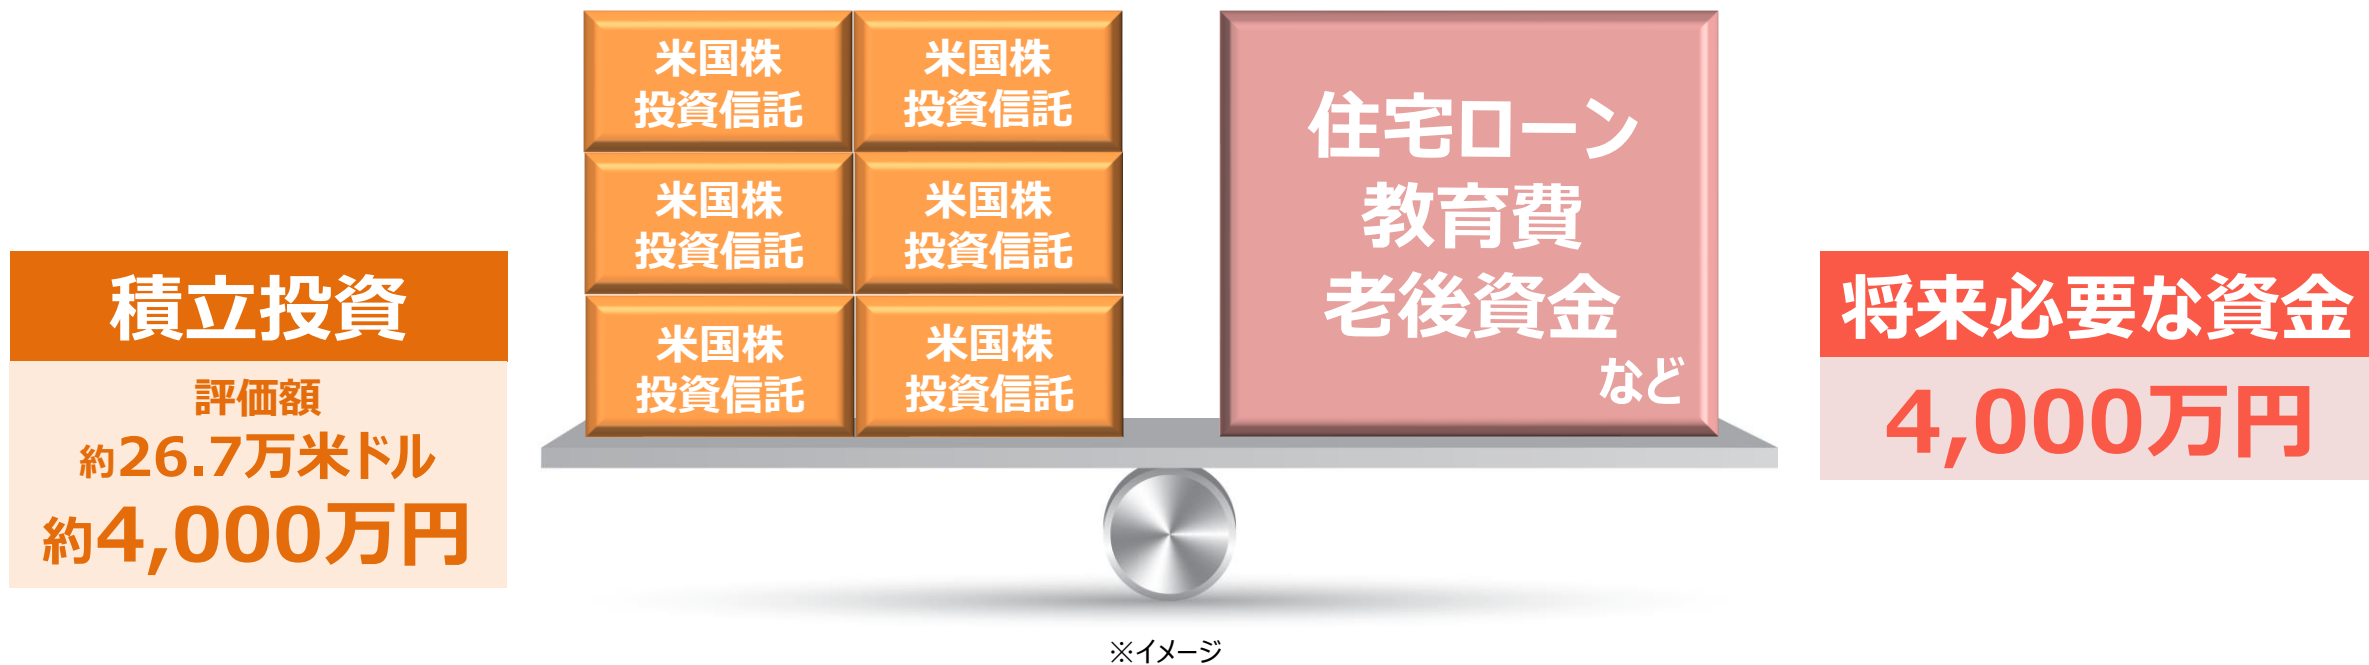 積立投資
評価額
約26.7万米ドル
約4,000万円
米国株
投資信託
米国株
投資信託
米国株
投資信託
米国株
投資信託
米国株
投資信託
米国株
投資信託
住宅ローン
教育費
老後資金
など
将来必要な資金
4,000万円
※イメージ